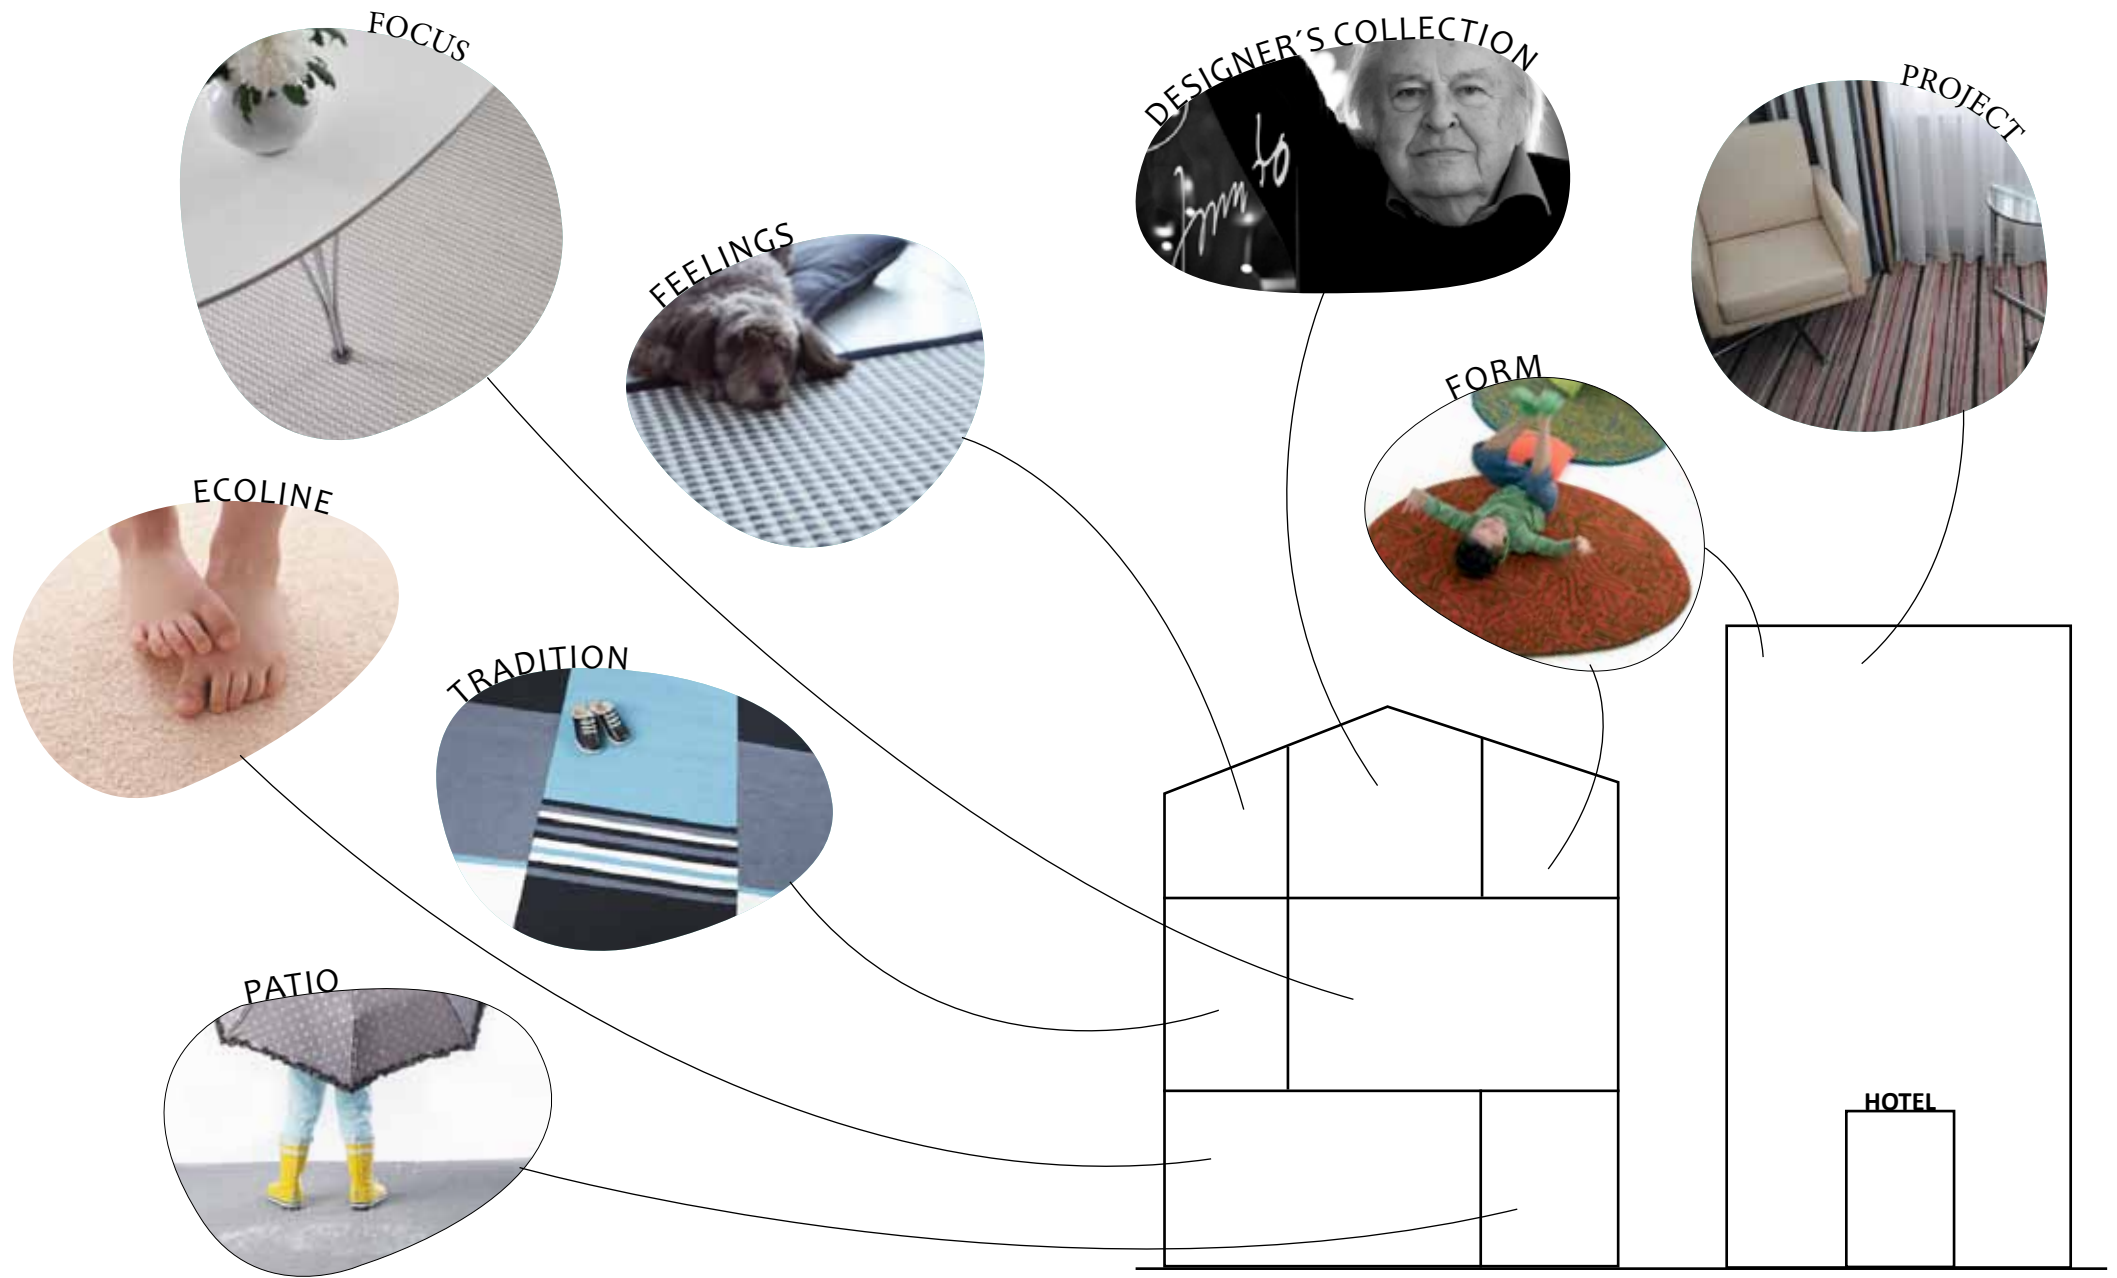 FOCUS
DESIGNER´S COLLECTION
PROJECT
FEELINGS
FORM
ECOLINE
TRADITION
PATIO
HOTEL